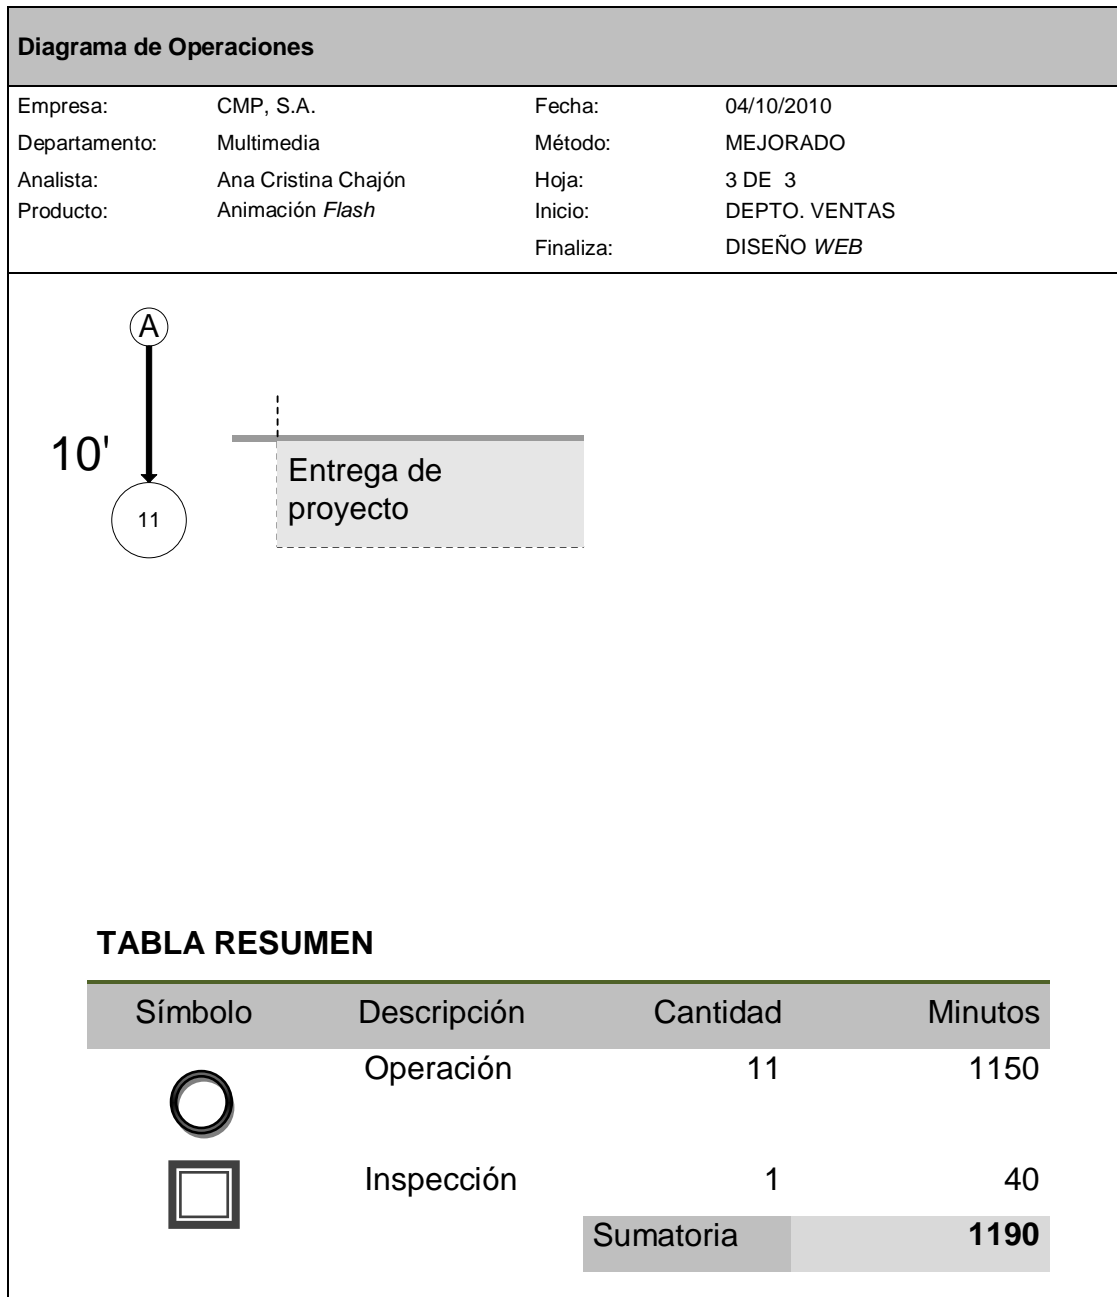 Diagrama de Operaciones
Empresa: CMP, S.A. Fecha: 04/10/2010
Departamento: Multimedia Método: MEJORADO
Analista: Ana Cristina Chajón Hoja: 3 DE 3
Producto: Animación Flash Inicio: DEPTO. VENTAS
Finaliza: DISEÑO WEB
A
10'
Entrega de
proyecto
11
TABLA RESUMEN
Símbolo Descripción Cantidad Minutos
Operación 11 1150
Inspección 1 40
Sumatoria 1190